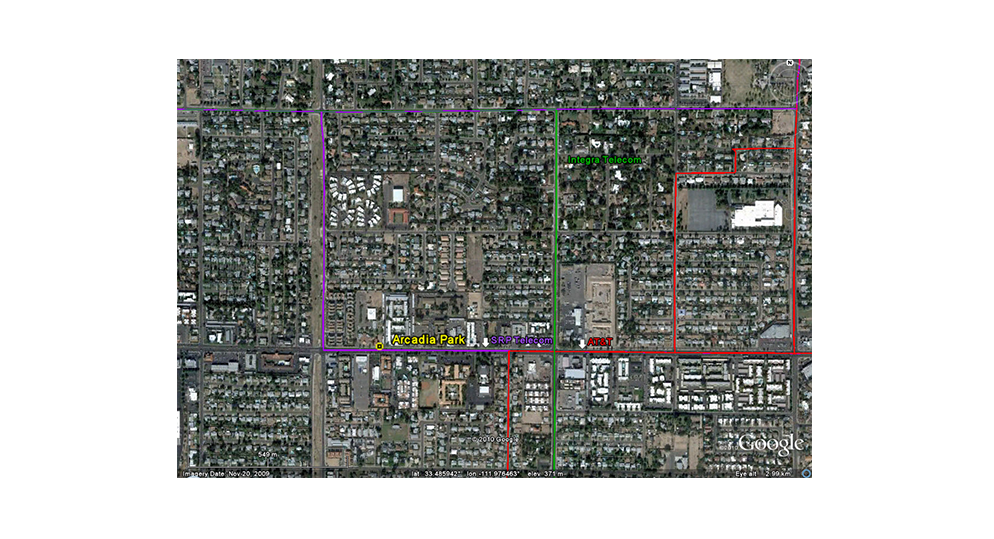 N
Integra Telecom
Arcadia Park
SRP Telecom
AT&T
© 2010 Google
Google
549 m
Imagery Date: Nov 20, 2009
lat 33.485942° lon -111.976463° elev 371 m
Eye alt 2.99 km